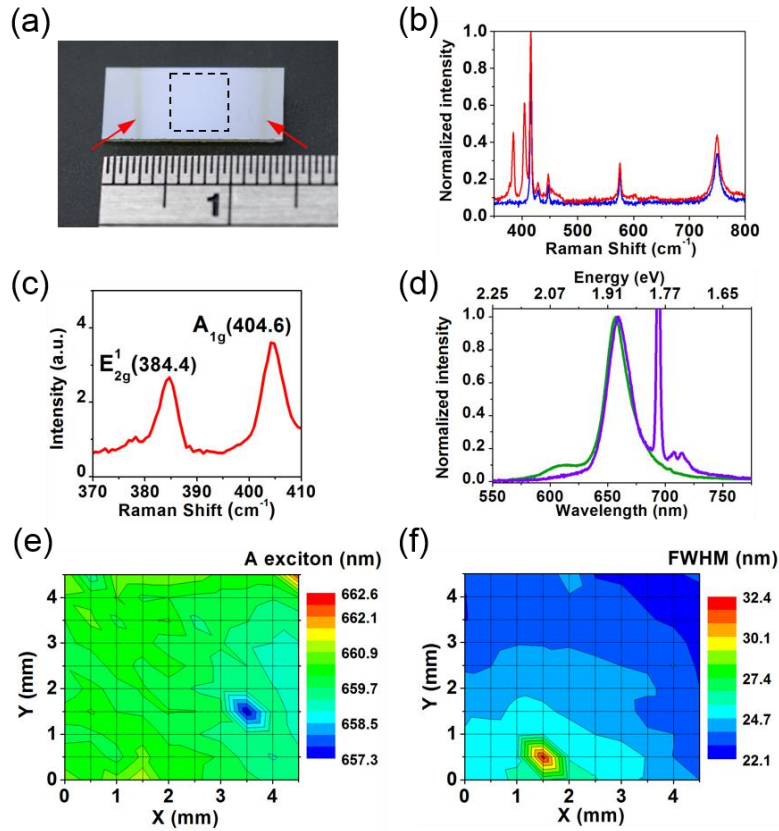 (a)
1
(b)
Normalized intensity
1.0
0.8
0.6
0.4
0.2
0.0
400 500 600 700 800
Raman Shift (cm⁻¹)
(c)
Intensity (a.u.)
4
2
0
E¹2g(384.4)
A1g(404.6)
370 380 390 400 410
Raman Shift (cm⁻¹)
(d)
Energy (eV)
2.25 2.07 1.91 1.77 1.65
Normalized intensity
1.0
0.8
0.6
0.4
0.2
0.0
550 600 650 700 750
Wavelength (nm)
(e)
A exciton (nm)
Y (mm)
4
3
2
1
0
0 1 2 3 4
X (mm)
662.6
662.1
660.9
659.7
658.5
657.3
(f)
FWHM (nm)
Y (mm)
4
3
2
1
0
0 1 2 3 4
X (mm)
32.4
30.1
27.4
24.7
22.1